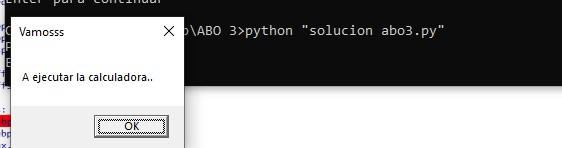 Enter para continuar
Vamosss
\ABO 3>python "solucion abo3.py"
A ejecutar la calculadora..
OK